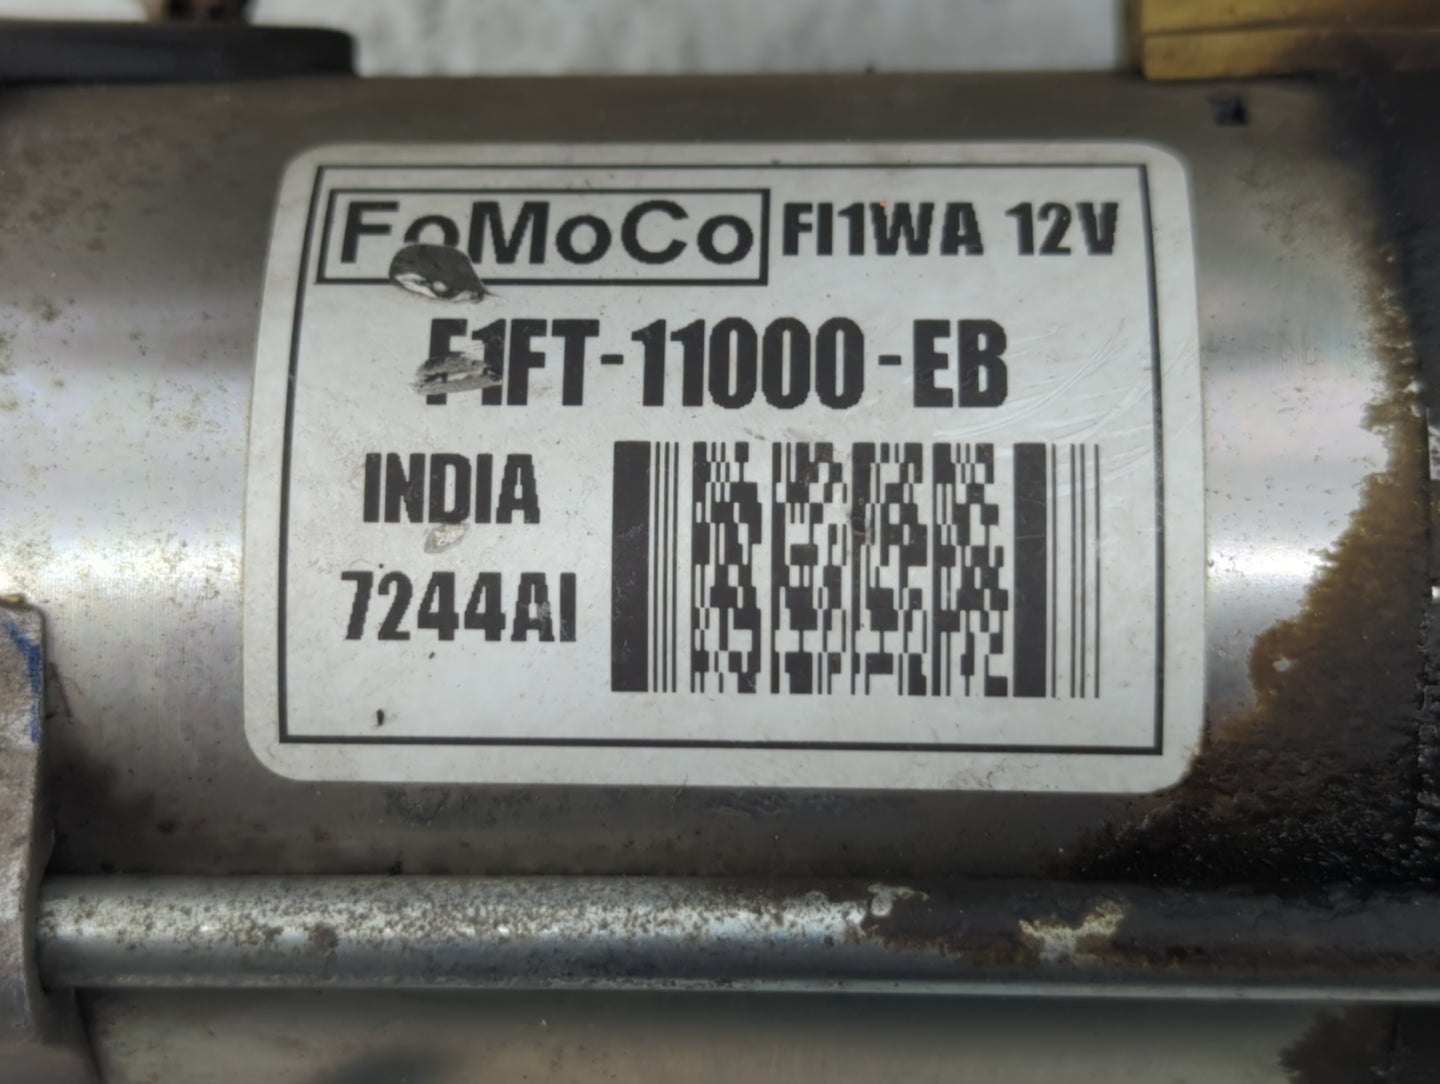 FoMoCo FI1WA 12V
F1FT-11000-EB
INDIA
7244AI